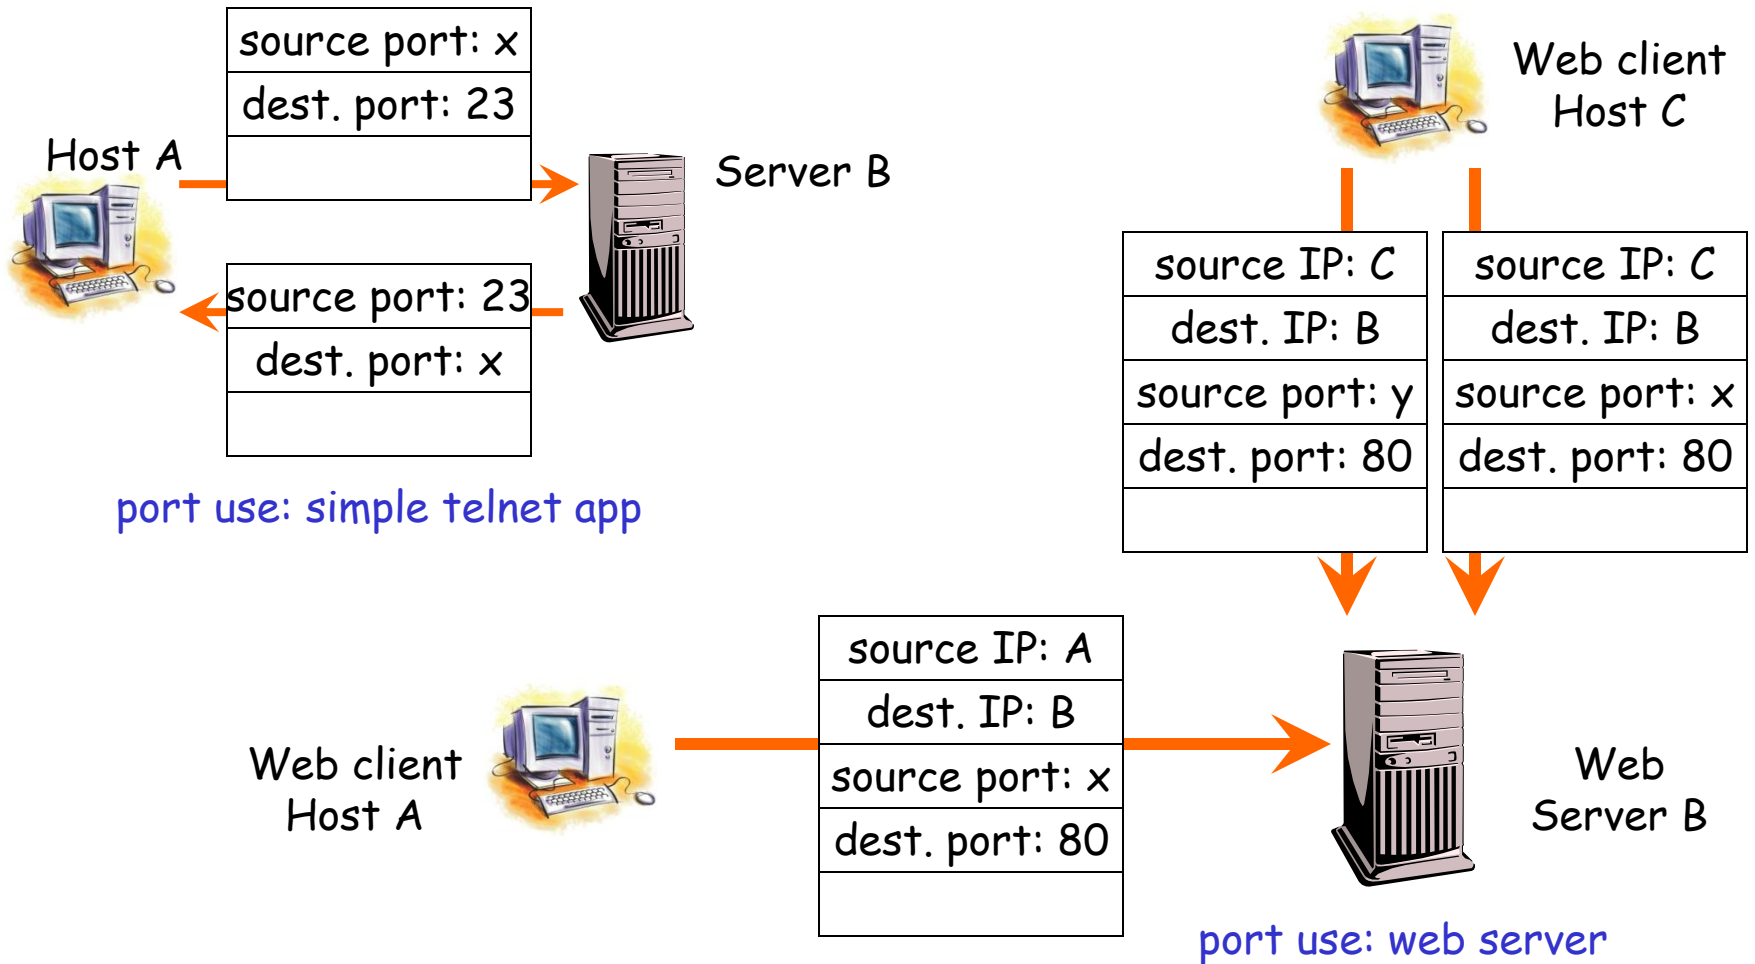 source port: x
dest. port: 23
Host A
Server B
source port: 23
dest. port: x
port use: simple telnet app
Web client
Host C
source IP: C
dest. IP: B
source port: y
dest. port: 80
source IP: C
dest. IP: B
source port: x
dest. port: 80
Web client
Host A
source IP: A
dest. IP: B
source port: x
dest. port: 80
Web
Server B
port use: web server